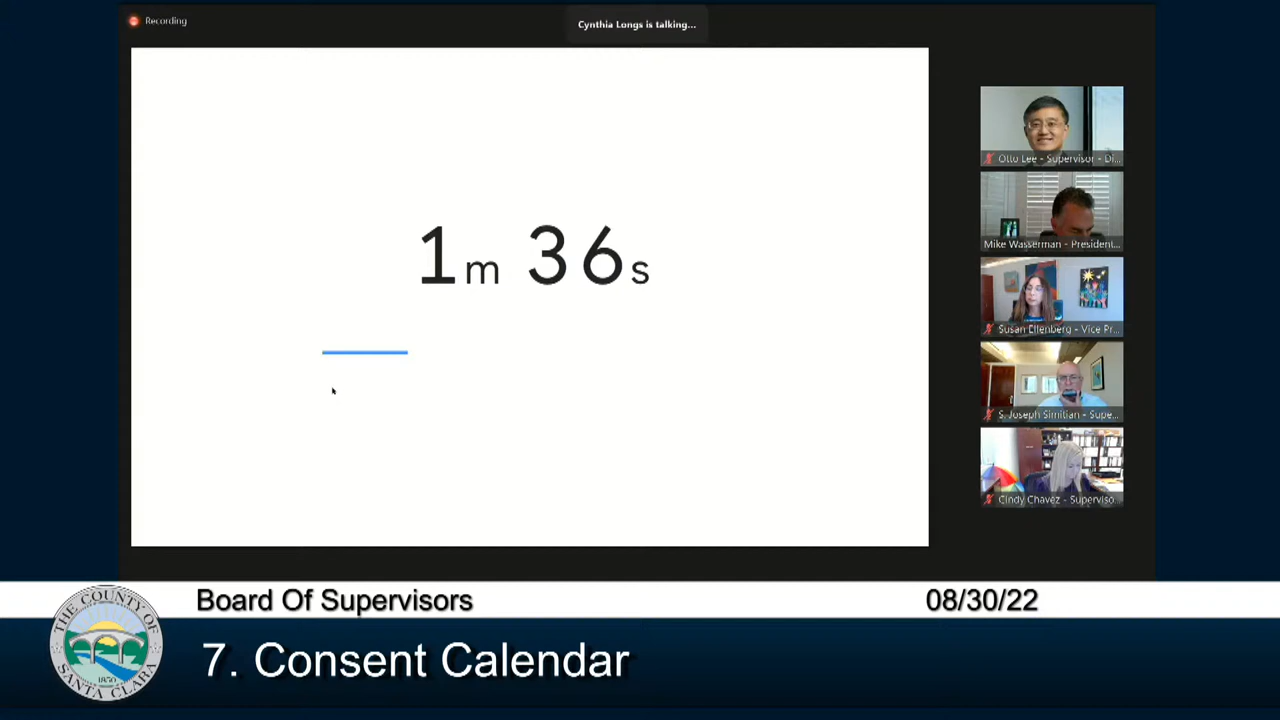 Recording
Cynthia Longs is talking...
1m 36s
Otto Lee - Supervisor - Di...
Mike Wasserman - President...
Susan Ellenberg - Vice Pr...
S. Joseph Simitian - Supe...
Cindy Chavez - Superviso...
Board Of Supervisors
08/30/22
THE COUNTY OF
SANTA CLARA
1850
7. Consent Calendar